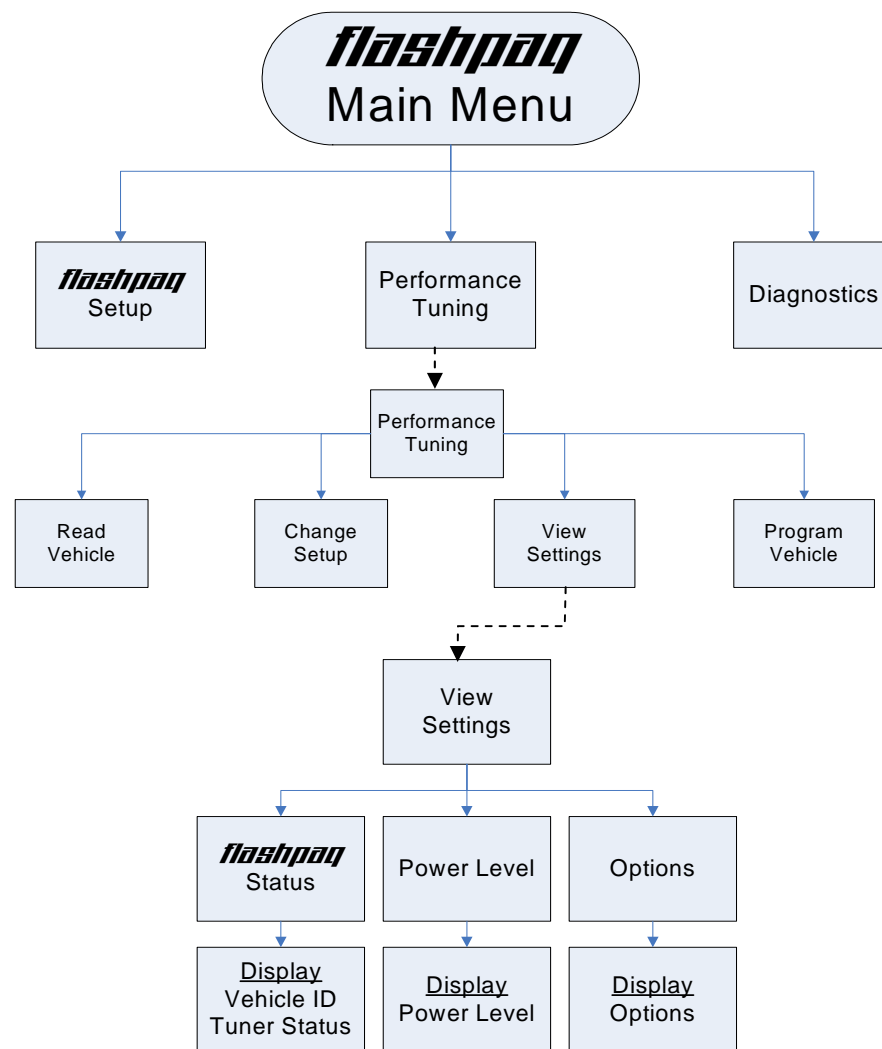 flashpaq
Main Menu
flashpaq
Setup
Performance
Tuning
Diagnostics
Performance
Tuning
Read
Vehicle
Change
Setup
View
Settings
Program
Vehicle
View
Settings
flashpaq
Status
Power Level
Options
Display
Vehicle ID
Tuner Status
Display
Power Level
Display
Options